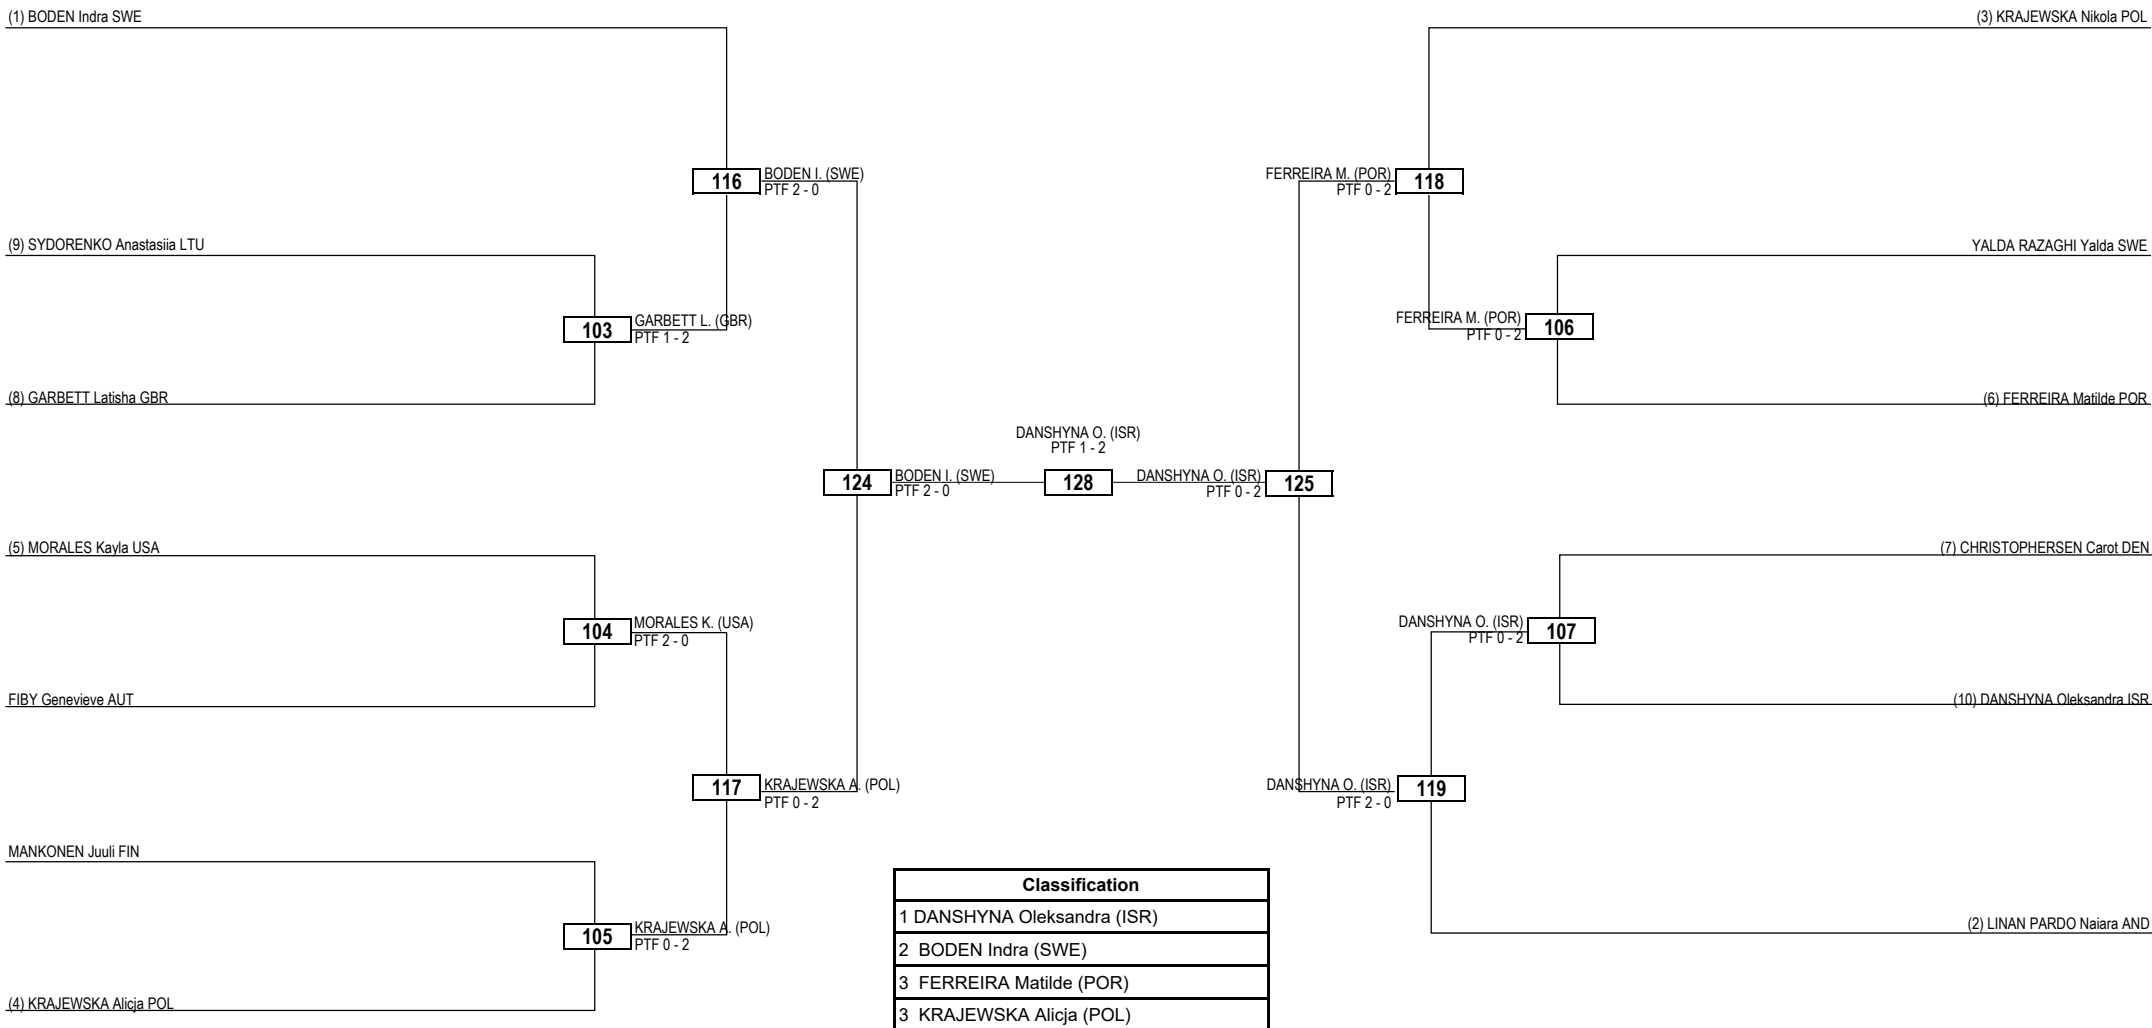 (1) BODEN Indra SWE
(3) KRAJEWSKA Nikola POL
116
BODEN I. (SWE)
PTF 2 - 0
FERREIRA M. (POR)
PTF 0 - 2
118
(9) SYDORENKO Anastasiia LTU
YALDA RAZAGHI Yalda SWE
103
GARBETT L. (GBR)
PTF 1 - 2
FERREIRA M. (POR)
PTF 0 - 2
106
(8) GARBETT Latisha GBR
(6) FERREIRA Matilde POR
DANSHYNA O. (ISR)
PTF 1 - 2
124
BODEN I. (SWE)
PTF 2 - 0
128
DANSHYNA O. (ISR)
PTF 0 - 2
125
(5) MORALES Kayla USA
(7) CHRISTOPHERSEN Carot DEN
104
MORALES K. (USA)
PTF 2 - 0
DANSHYNA O. (ISR)
PTF 0 - 2
107
FIBY Genevieve AUT
(10) DANSHYNA Oleksandra ISR
117
KRAJEWSKA A. (POL)
PTF 0 - 2
DANSHYNA O. (ISR)
PTF 2 - 0
119
MANKONEN Juuli FIN
Classification
1 DANSHYNA Oleksandra (ISR)
105
KRAJEWSKA A. (POL)
PTF 0 - 2
(2) LINAN PARDO Naiara AND
2 BODEN Indra (SWE)
3 FERREIRA Matilde (POR)
(4) KRAJEWSKA Alicja POL
3 KRAJEWSKA Alicja (POL)